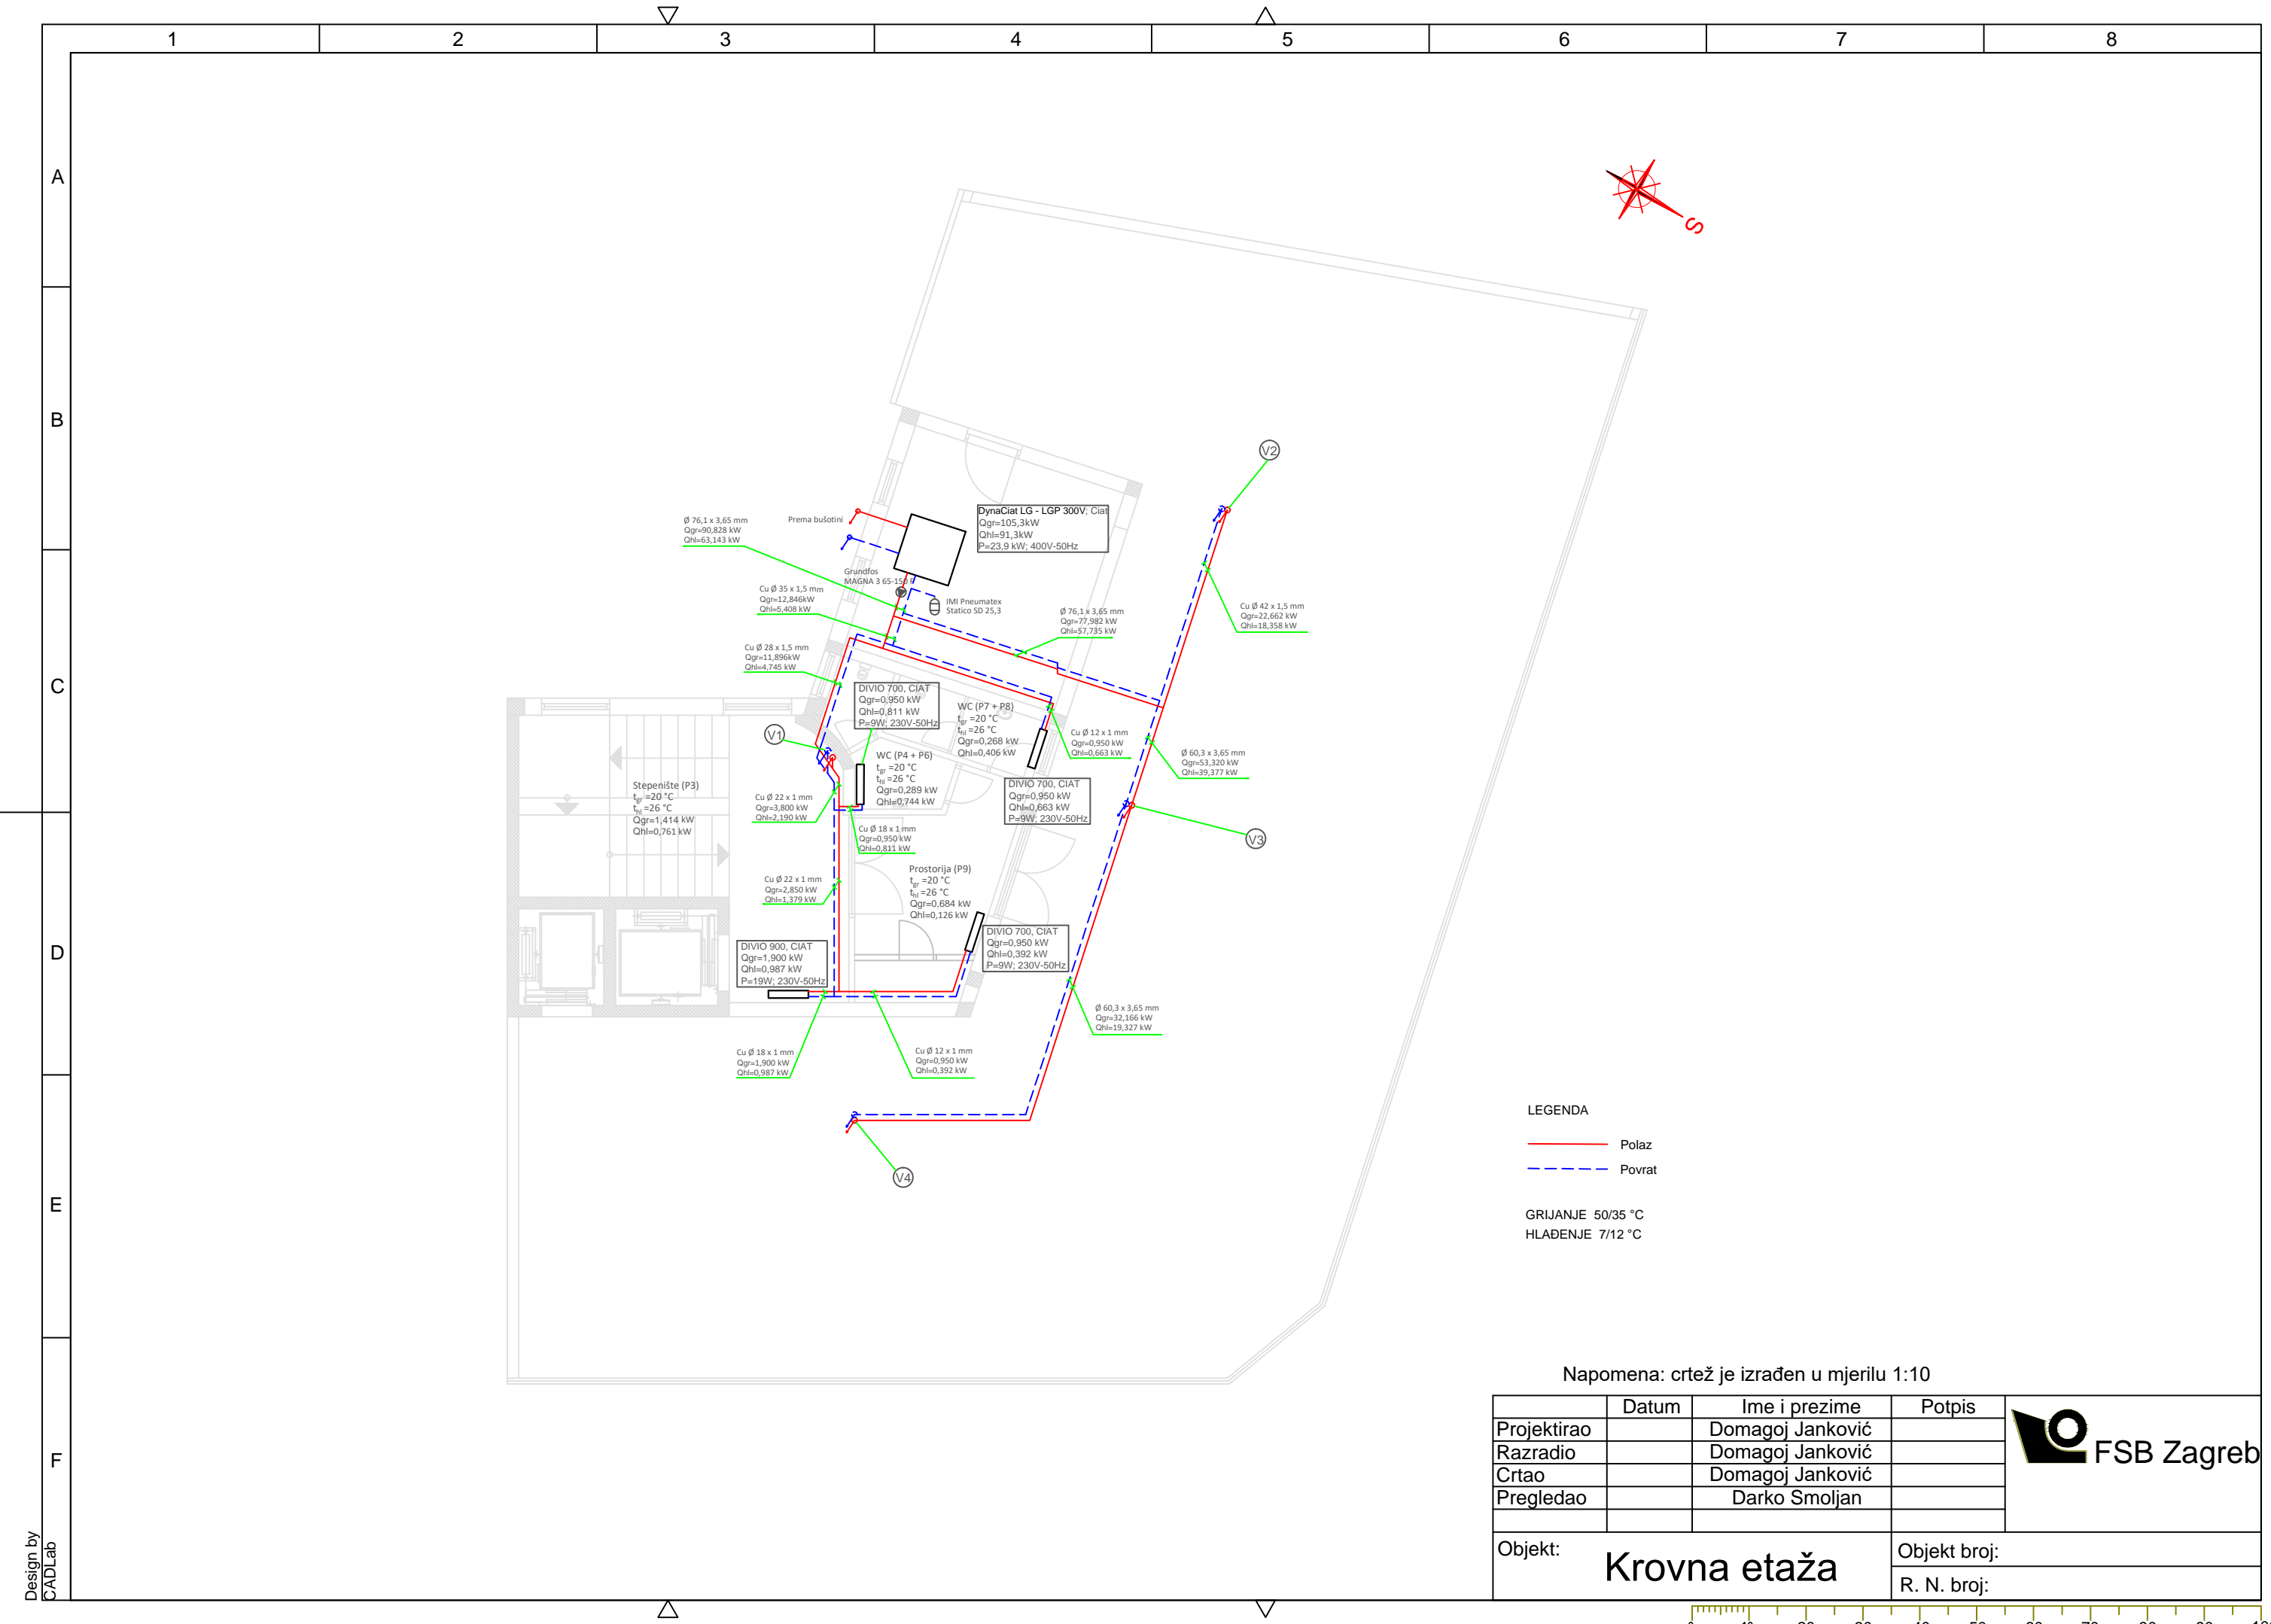 1
2
3
4
5
6
7
8
A
B
C
D
E
F
S
V2
Ø 76,1 x 3,65 mm
Qgr=90,828 kW
Qhl=63,143 kW
Prema bušotini
DynaCiat LG - LGP 300V; Ciat
Qgr=105,3kW
Qhl=91,3kW
P=23,9 kW; 400V-50Hz
Grundfos
MAGNA 3 65-150 F
IMI Pneumatex
Statico SD 25,3
Cu Ø 35 x 1,5 mm
Qgr=12,846kW
Qhl=5,408 kW
Ø 76,1 x 3,65 mm
Qgr=77,982 kW
Qhl=57,735 kW
Cu Ø 42 x 1,5 mm
Qgr=22,662 kW
Qhl=18,358 kW
Cu Ø 28 x 1,5 mm
Qgr=11,896kW
Qhl=4,745 kW
DIVIO 700, CIAT
Qgr=0,950 kW
Qhl=0,811 kW
P=9W; 230V-50Hz
WC (P7 + P8)
tgr =20 °C
thl =26 °C
Qgr=0,268 kW
Qhl=0,406 kW
Cu Ø 12 x 1 mm
Qgr=0,950 kW
Qhl=0,663 kW
V1
WC (P4 + P6)
tgr =20 °C
thl =26 °C
Qgr=0,289 kW
Qhl=0,744 kW
Ø 60,3 x 3,65 mm
Qgr=53,320 kW
Qhl=39,377 kW
DIVIO 700, CIAT
Qgr=0,950 kW
Qhl=0,663 kW
P=9W; 230V-50Hz
Stepenište (P3)
tgr =20 °C
thl =26 °C
Qgr=1,414 kW
Qhl=0,761 kW
Cu Ø 22 x 1 mm
Qgr=3,800 kW
Qhl=2,190 kW
Cu Ø 18 x 1 mm
Qgr=0,950 kW
Qhl=0,811 kW
V3
Cu Ø 22 x 1 mm
Qgr=2,850 kW
Qhl=1,379 kW
Prostorija (P9)
tgr =20 °C
thl =26 °C
Qgr=0,684 kW
Qhl=0,126 kW
DIVIO 900, CIAT
Qgr=1,900 kW
Qhl=0,987 kW
P=19W; 230V-50Hz
DIVIO 700, CIAT
Qgr=0,950 kW
Qhl=0,392 kW
P=9W; 230V-50Hz
Ø 60,3 x 3,65 mm
Qgr=32,166 kW
Qhl=19,327 kW
Cu Ø 18 x 1 mm
Qgr=1,900 kW
Qhl=0,987 kW
Cu Ø 12 x 1 mm
Qgr=0,950 kW
Qhl=0,392 kW
V4
LEGENDA
Polaz
Povrat
GRIJANJE 50/35 °C
HLAĐENJE 7/12 °C
Napomena: crtež je izrađen u mjerilu 1:10
Datum Ime i prezime Potpis
Projektirao Domagoj Janković
Razradio Domagoj Janković
Crtao Domagoj Janković
Pregledao Darko Smoljan
FSB Zagreb
Objekt: Krovna etaža
Objekt broj:
R. N. broj:
Design by
CADLab